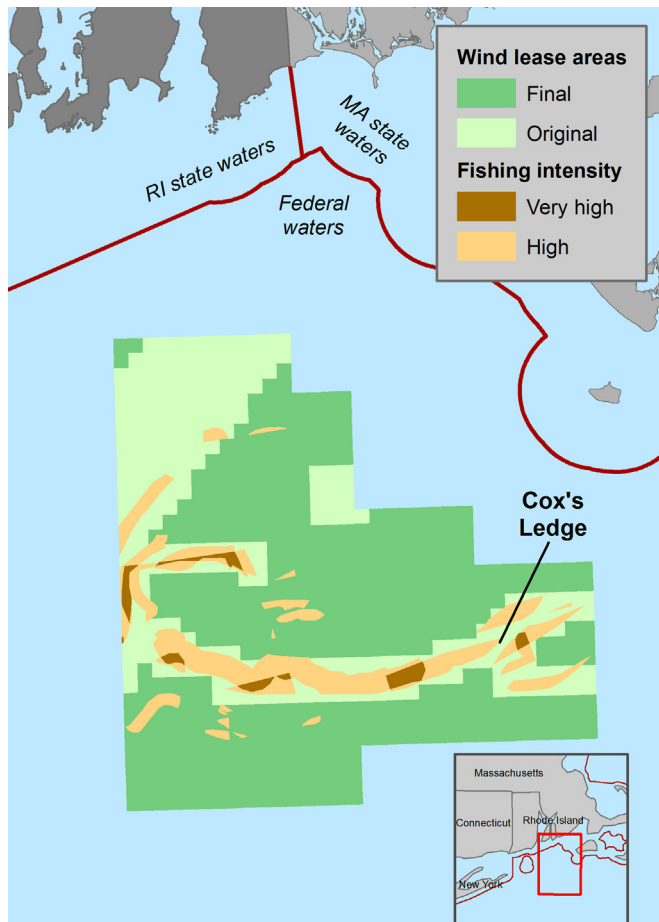 Wind lease areas
Final
Original
Fishing intensity
Very high
High
MA state
waters
RI state waters
Federal
waters
Cox's
Ledge
Massachusetts
Connecticut
Rhode Island
New York